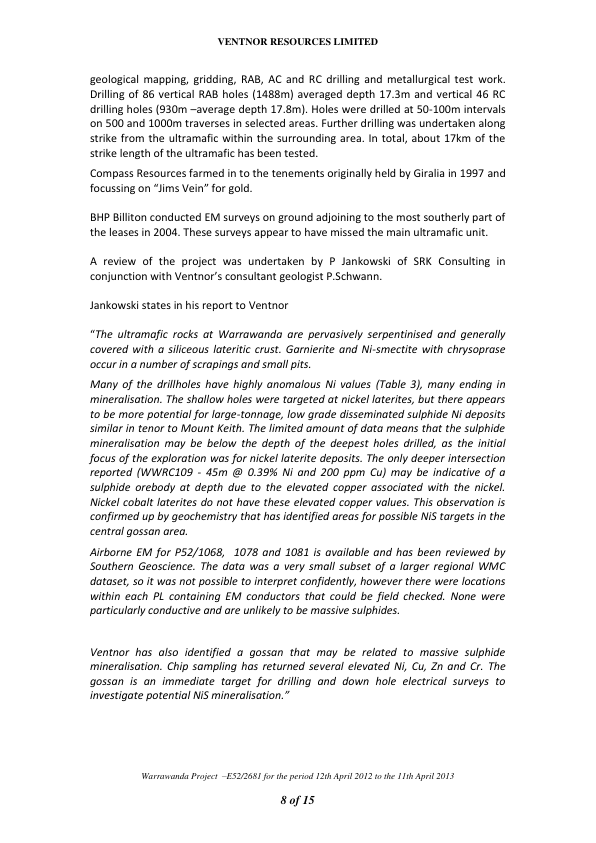 VENTNOR RESOURCES LIMITED
geological mapping, gridding, RAB, AC and RC drilling and metallurgical test work.
Drilling of 86 vertical RAB holes (1488m) averaged depth 17.3m and vertical 46 RC
drilling holes (930m –average depth 17.8m). Holes were drilled at 50-100m intervals
on 500 and 1000m traverses in selected areas. Further drilling was undertaken along
strike from the ultramafic within the surrounding area. In total, about 17km of the
strike length of the ultramafic has been tested.
Compass Resources farmed in to the tenements originally held by Giralia in 1997 and
focussing on "Jims Vein" for gold.
BHP Billiton conducted EM surveys on ground adjoining to the most southerly part of
the leases in 2004. These surveys appear to have missed the main ultramafic unit.
A review of the project was undertaken by P Jankowski of SRK Consulting in
conjunction with Ventnor's consultant geologist P.Schwann.
Jankowski states in his report to Ventnor
"The ultramafic rocks at Warrawanda are pervasively serpentinised and generally
covered with a siliceous lateritic crust. Garnierite and Ni-smectite with chrysoprase
occur in a number of scrapings and small pits.
Many of the drillholes have highly anomalous Ni values (Table 3), many ending in
mineralisation. The shallow holes were targeted at nickel laterites, but there appears
to be more potential for large-tonnage, low grade disseminated sulphide Ni deposits
similar in tenor to Mount Keith. The limited amount of data means that the sulphide
mineralisation may be below the depth of the deepest holes drilled, as the initial
focus of the exploration was for nickel laterite deposits. The only deeper intersection
reported (WWRC109 - 45m @ 0.39% Ni and 200 ppm Cu) may be indicative of a
sulphide orebody at depth due to the elevated copper associated with the nickel.
Nickel cobalt laterites do not have these elevated copper values. This observation is
confirmed up by geochemistry that has identified areas for possible NiS targets in the
central gossan area.
Airborne EM for P52/1068, 1078 and 1081 is available and has been reviewed by
Southern Geoscience. The data was a very small subset of a larger regional WMC
dataset, so it was not possible to interpret confidently, however there were locations
within each PL containing EM conductors that could be field checked. None were
particularly conductive and are unlikely to be massive sulphides.
Ventnor has also identified a gossan that may be related to massive sulphide
mineralisation. Chip sampling has returned several elevated Ni, Cu, Zn and Cr. The
gossan is an immediate target for drilling and down hole electrical surveys to
investigate potential NiS mineralisation."
Warrawanda Project –E52/2681 for the period 12th April 2012 to the 11th April 2013
8 of 15